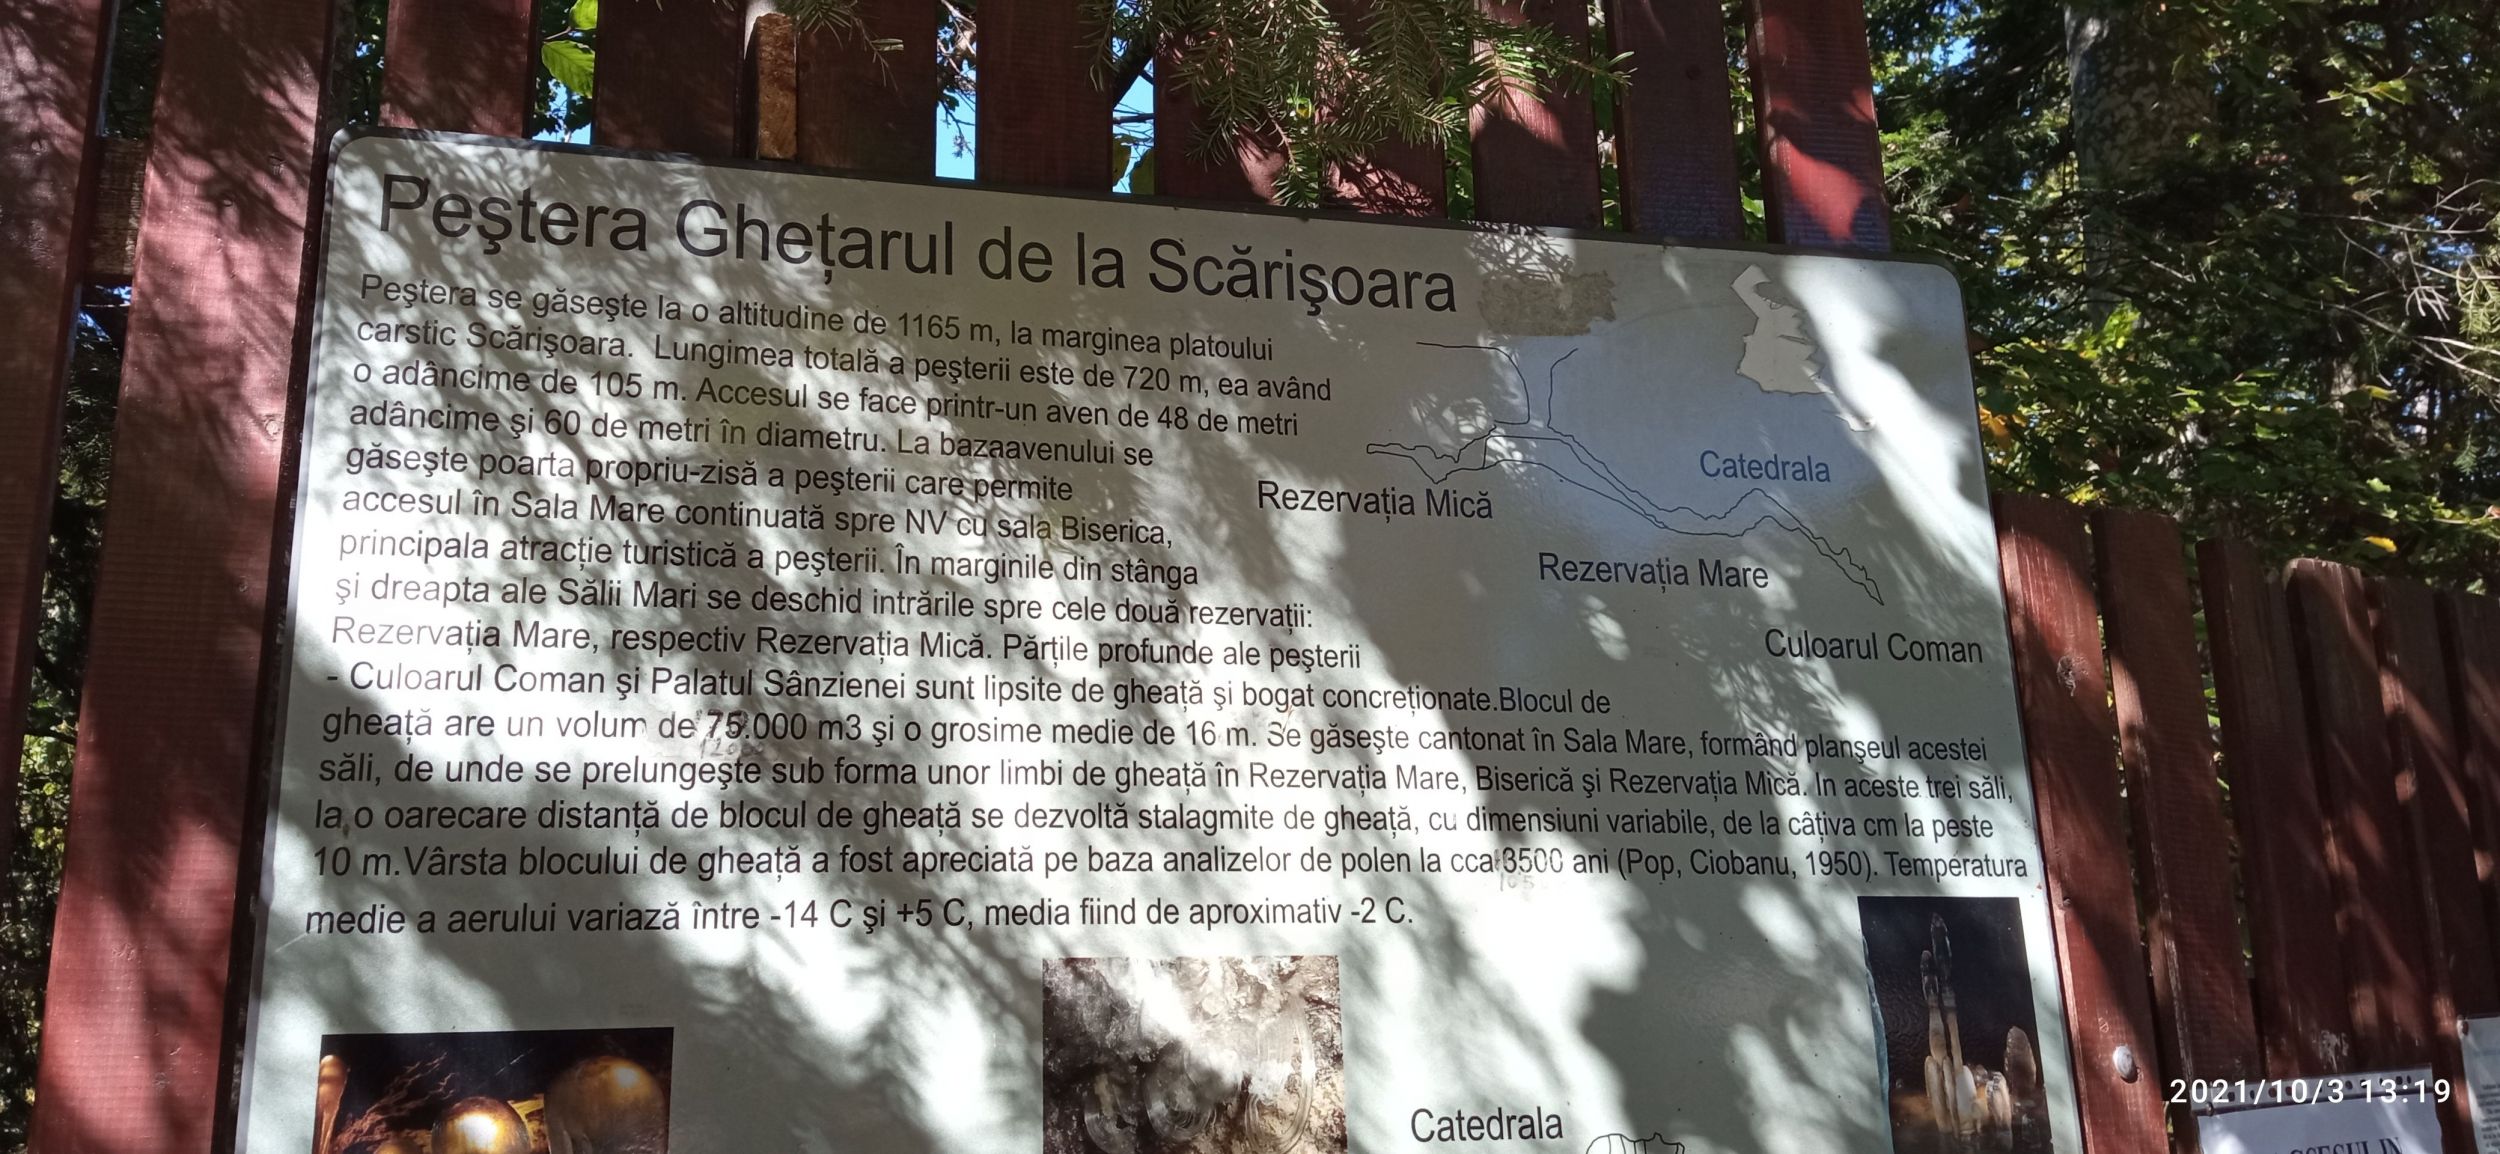 Peştera Gheţarul de la Scărişoara
Peştera se găseşte la o altitudine de 1165 m, la marginea platoului
carstic Scărişoara. Lungimea totală a peşterii este de 720 m, ea având
o adâncime de 105 m. Accesul se face printr-un aven de 48 de metri
adâncime şi 60 de metri în diametru. La bazaavenului se
găseşte poarta propriu-zisă a peşterii care permite
accesul în Sala Mare continuată spre NV cu sala Biserica,
principala atracţie turistică a peşterii. În marginile din stânga
şi dreapta ale Sălii Mari se deschid intrările spre cele două rezervaţii:
Rezervaţia Mare, respectiv Rezervaţia Mică. Părţile profunde ale peşterii
- Culoarul Coman şi Palatul Sânzienei sunt lipsite de gheaţă şi bogat concreţionate.Blocul de
gheaţă are un volum de 75.000 m3 şi o grosime medie de 16 m. Se găseşte cantonat în Sala Mare, formând planşeul acestei
săli, de unde se prelungeşte sub forma unor limbi de gheaţă în Rezervaţia Mare, Biserică şi Rezervaţia Mică. In aceste trei săli,
la o oarecare distanţă de blocul de gheaţă se dezvoltă stalagmite de gheaţă, cu dimensiuni variabile, de la câţiva cm la peste
10 m.Vârsta blocului de gheaţă a fost apreciată pe baza analizelor de polen la cca 3500 ani (Pop, Ciobanu, 1950). Temperatura
medie a aerului variază între -14 C şi +5 C, media fiind de aproximativ -2 C.
Catedrala
Rezervaţia Mică
Rezervaţia Mare
Culoarul Coman
Catedrala
2021/10/3 13:19